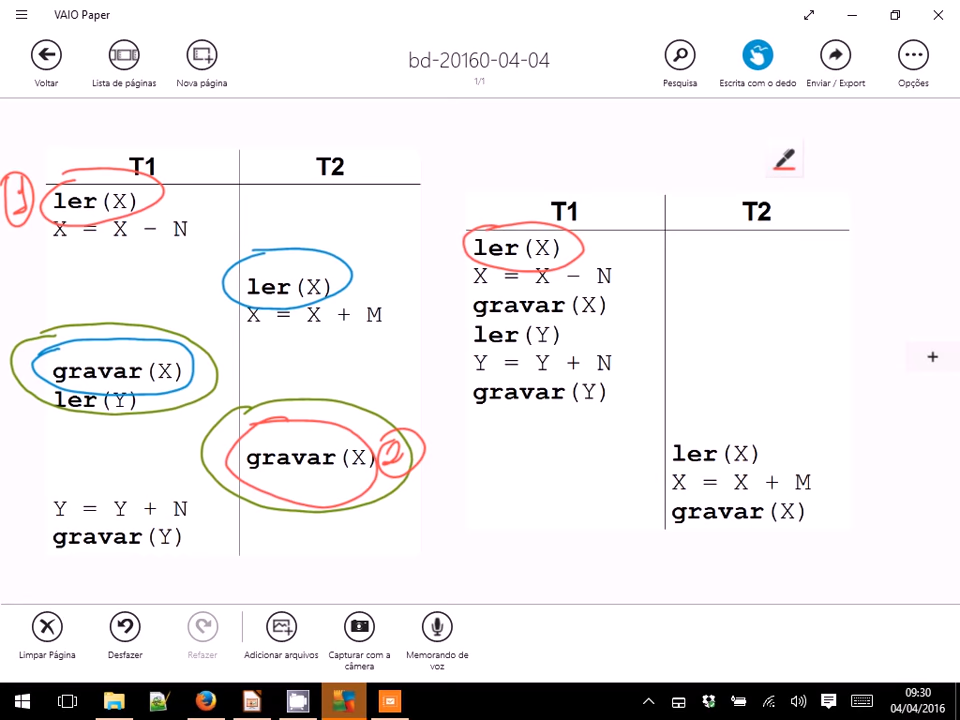 VAIO Paper
Voltar
Lista de páginas
Nova página
bd-20160-04-04
1/1
Pesquisa
Escrita com o dedo
Enviar / Export
Opções
T1 T2
1 ler(X)
X = X - N
ler(X)
X = X + M
gravar(X)
ler(Y)
gravar(X) 2
Y = Y + N
gravar(Y)
T1 T2
ler(X)
X = X - N
gravar(X)
ler(Y)
Y = Y + N
gravar(Y)
ler(X)
X = X + M
gravar(X)
Limpar Página
Desfazer
Refazer
Adicionar arquivos
Capturar com a
câmera
Memorando de
voz
09:30
04/04/2016